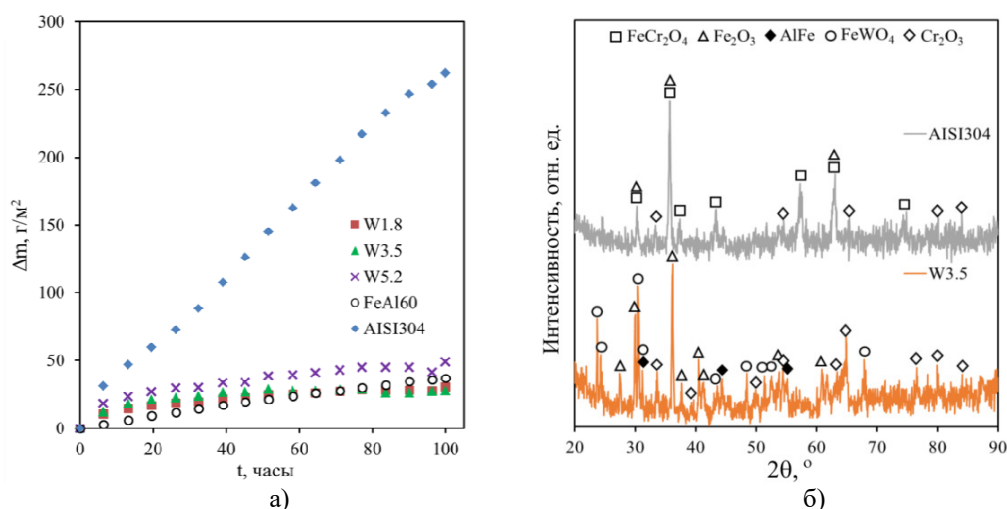 300
250
200
150
100
50
0
Δm, г/м²
W1.8
W3.5
W5.2
FeAl60
AISI304
0 20 40 60 80 100
t, часы
а)
FeCr₂O₄ Fe₂O₃ AlFe FeWO₄ Cr₂O₃
Интенсивность, отн. ед.
AISI304
W3.5
20 30 40 50 60 70 80 90
2θ, °
б)